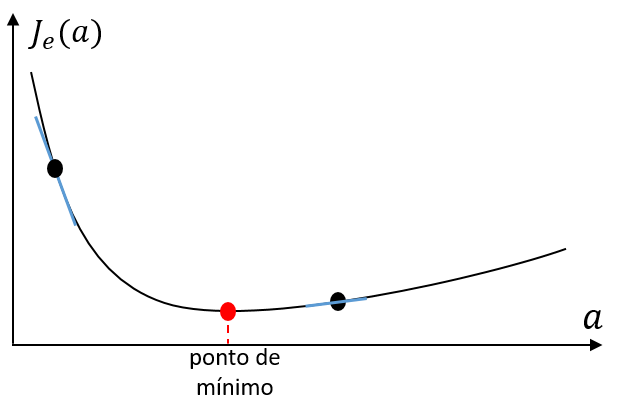 Jₑ(a)
a
ponto de
mínimo